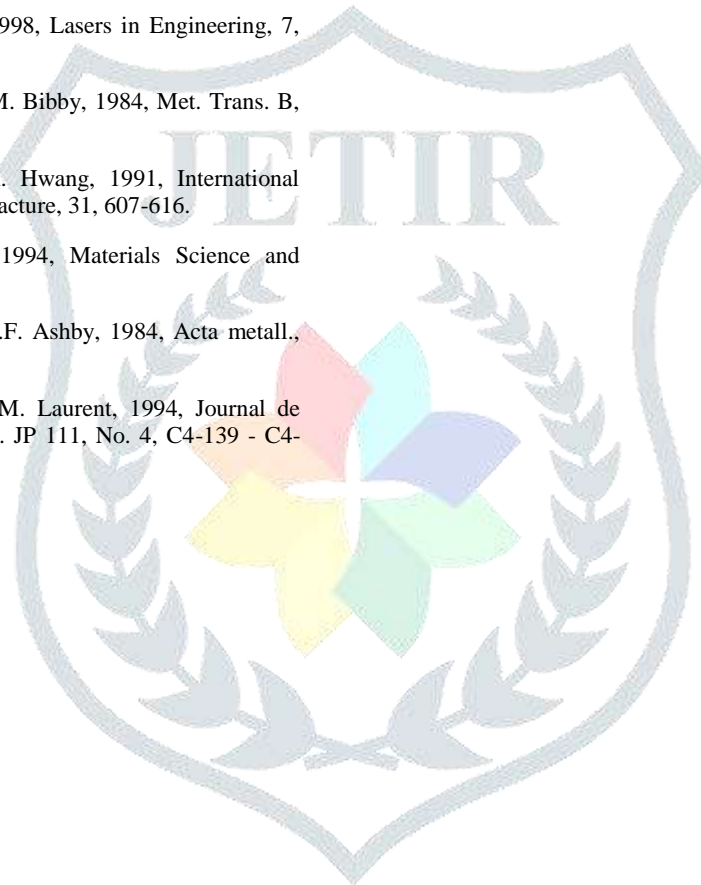 998, Lasers in Engineering, 7,
M. Bibby, 1984, Met. Trans. B,
. Hwang, 1991, International
acture, 31, 607-616.
1994, Materials Science and
.F. Ashby, 1984, Acta metall.,
M. Laurent, 1994, Journal de
. JP 111, No. 4, C4-139 - C4-
JETIR